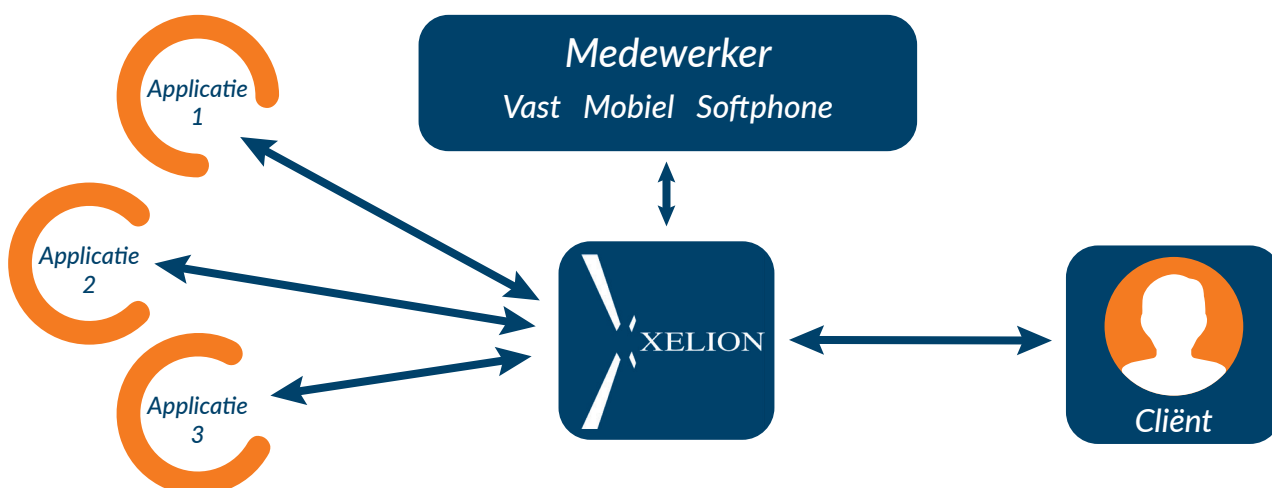 Medewerker
Vast Mobiel Softphone
Applicatie
1
Applicatie
2
Applicatie
3
XELION
Cliënt